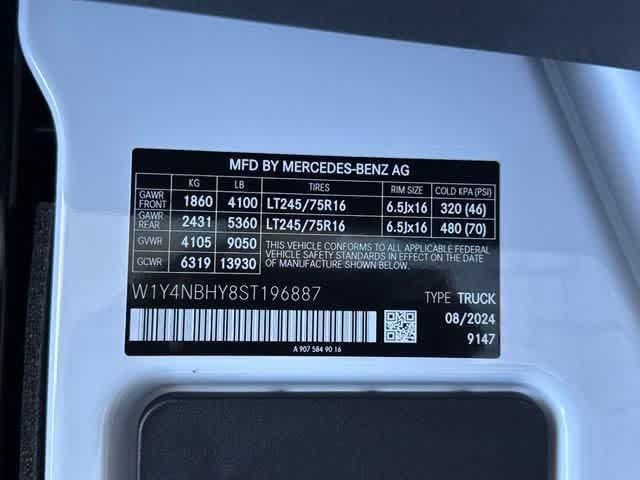 MFD BY MERCEDES-BENZ AG
KG LB TIRES RIM SIZE COLD KPA (PSI)
GAWR FRONT 1860 4100 LT245/75R16 6.5Jx16 320 (46)
GAWR REAR 2431 5360 LT245/75R16 6.5Jx16 480 (70)
GVWR 4105 9050
GCWR 6319 13930
THIS VEHICLE CONFORMS TO ALL APPLICABLE FEDERAL
VEHICLE SAFETY STANDARDS IN EFFECT ON THE DATE
OF MANUFACTURE SHOWN ABOVE.
W1Y4NBHY8ST196887 TYPE TRUCK
08/2024
9147
A 907 584 90 16